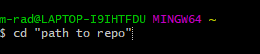 m-rad@LAPTOP-I9IHTFDU MINGW64 ~
$ cd "path to repo"